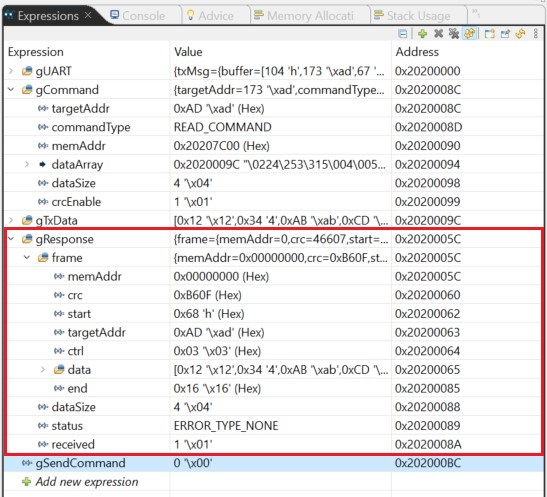 Expressions × Console Advice Memory Allocati Stack Usage
Expression Value Address
gUART {txMsg={buffer=[104 'h',173 '\xad',67 '... 0x20200000
gCommand {targetAddr=173 '\xad',commandType... 0x2020008C
targetAddr 0xAD '\xad' (Hex) 0x2020008C
commandType READ_COMMAND 0x2020008D
memAddr 0x20207C00 (Hex) 0x20200090
dataArray 0x2020009C "\0224\253\315\004\005... 0x20200094
dataSize 4 '\x04' 0x20200098
crcEnable 1 '\x01' 0x20200099
gTxData [0x12 '\x12',0x34 '4',0xAB '\xab',0xCD '\... 0x2020009C
gResponse {frame={memAddr=0,crc=46607,start=... 0x2020005C
frame {memAddr=0x00000000,crc=0xB60F,st... 0x2020005C
memAddr 0x00000000 (Hex) 0x2020005C
crc 0xB60F (Hex) 0x20200060
start 0x68 'h' (Hex) 0x20200062
targetAddr 0xAD '\xad' (Hex) 0x20200063
ctrl 0x03 '\x03' (Hex) 0x20200064
data [0x12 '\x12',0x34 '4',0xAB '\xab',0xCD '\... 0x20200065
end 0x16 '\x16' (Hex) 0x20200085
dataSize 4 '\x04' 0x20200088
status ERROR_TYPE_NONE 0x20200089
received 1 '\x01' 0x2020008A
gSendCommand 0 '\x00' 0x202000BC
Add new expression